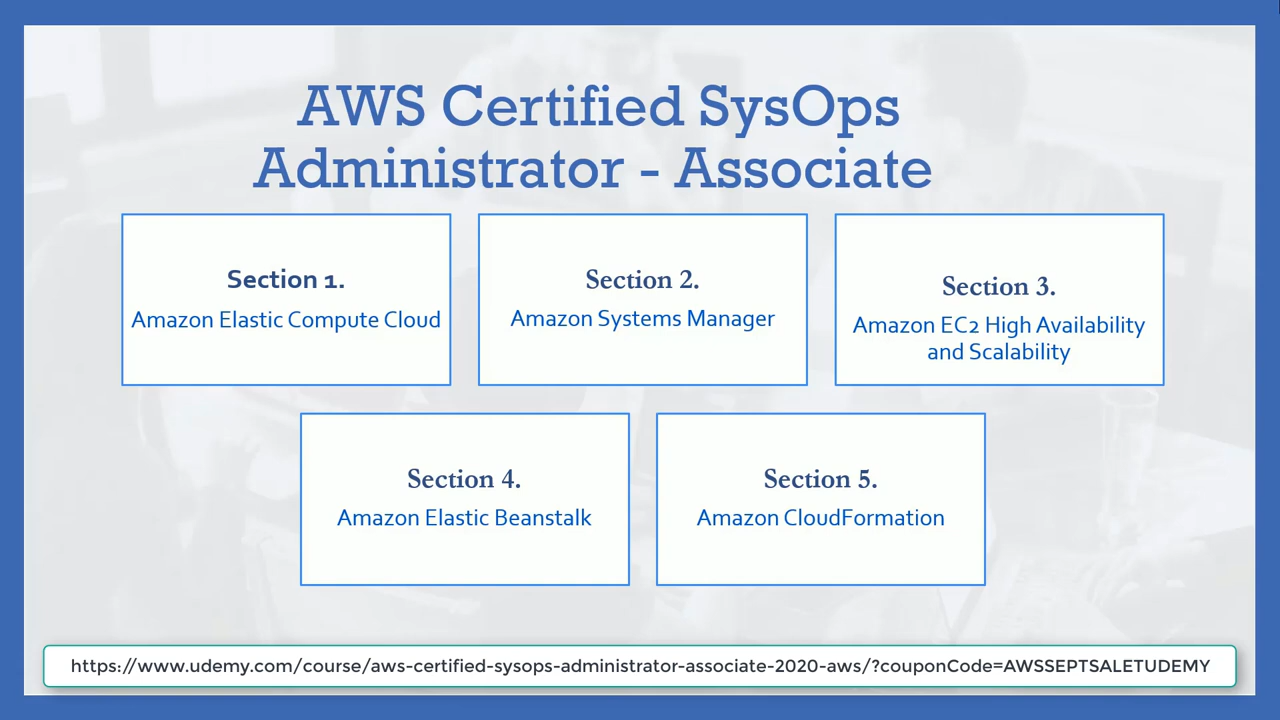 AWS Certified SysOps
Administrator - Associate
Section 1.
Amazon Elastic Compute Cloud
Section 2.
Amazon Systems Manager
Section 3.
Amazon EC2 High Availability
and Scalability
Section 4.
Amazon Elastic Beanstalk
Section 5.
Amazon CloudFormation
https://www.udemy.com/course/aws-certified-sysops-administrator-associate-2020-aws/?couponCode=AWSSEPTSALETUDEMY